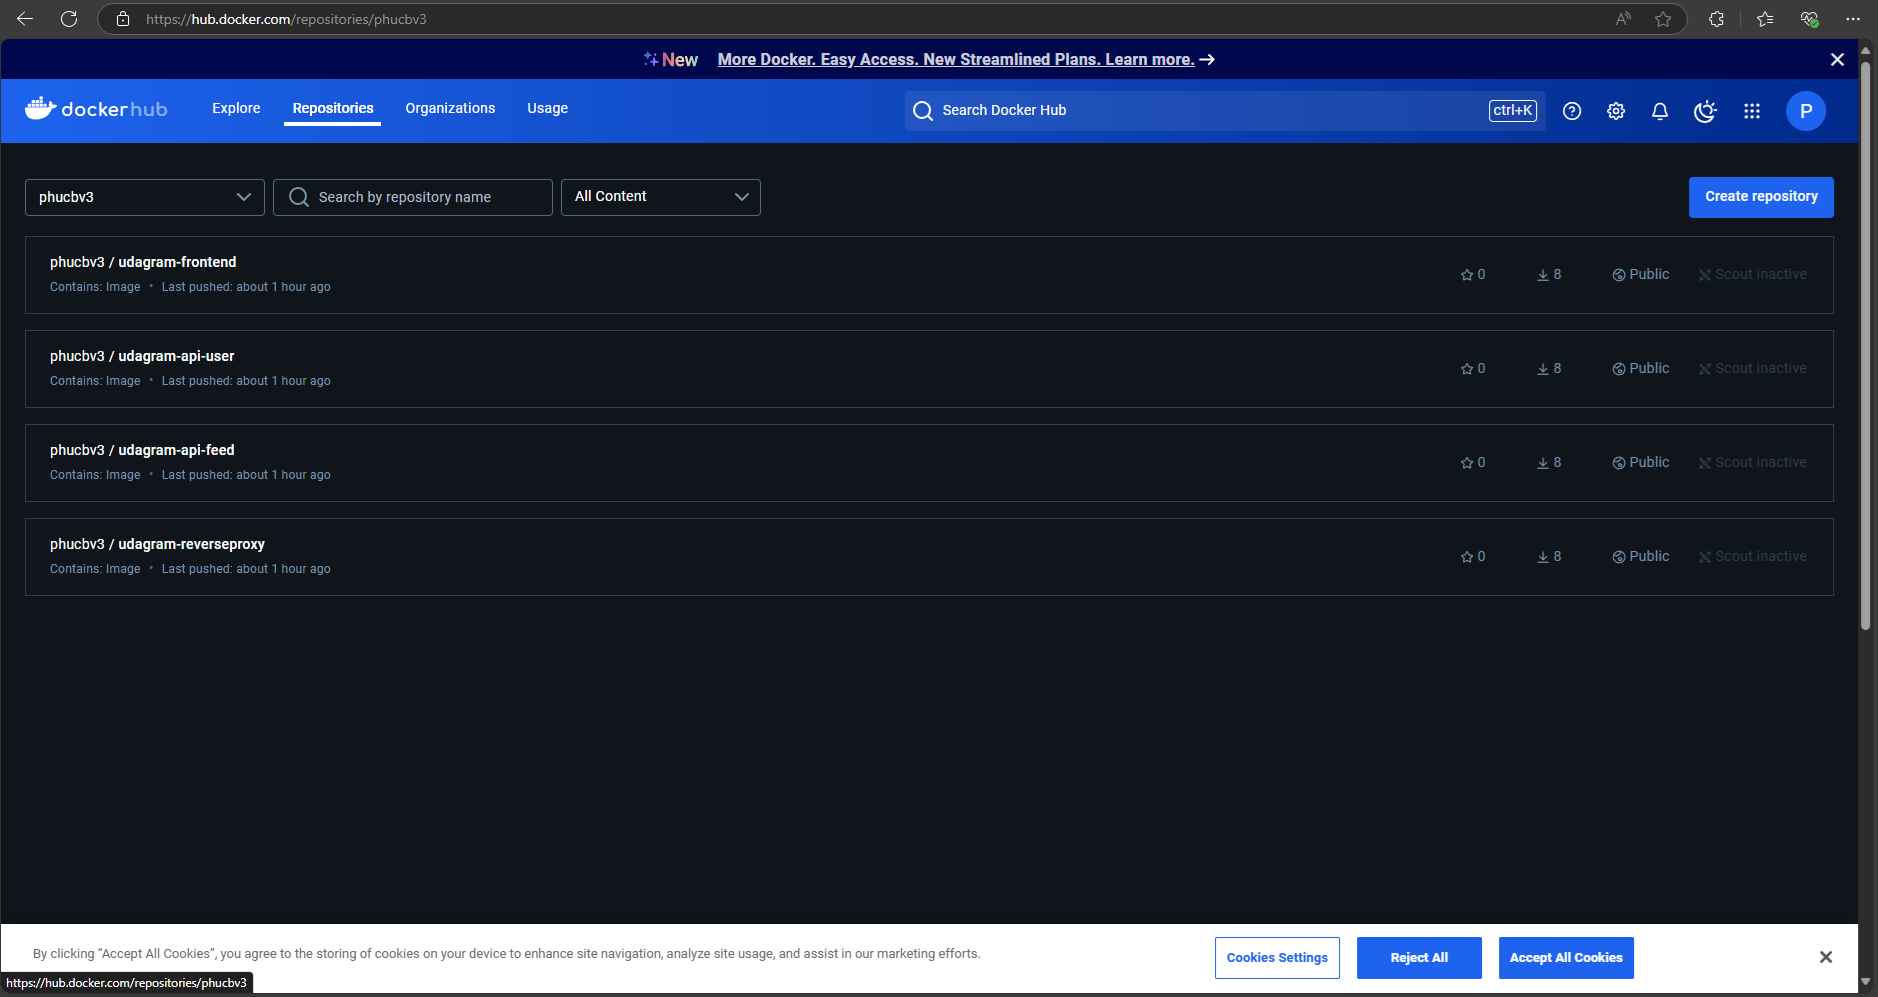 https://hub.docker.com/repositories/phucbv3
New More Docker. Easy Access. New Streamlined Plans. Learn more. →
dockerhub Explore Repositories Organizations Usage Search Docker Hub ctrl+K P
phucbv3 Search by repository name All Content Create repository
phucbv3 / udagram-frontend
Contains: Image • Last pushed: about 1 hour ago
0 8 Public Scout inactive
phucbv3 / udagram-api-user
Contains: Image • Last pushed: about 1 hour ago
0 8 Public Scout inactive
phucbv3 / udagram-api-feed
Contains: Image • Last pushed: about 1 hour ago
0 8 Public Scout inactive
phucbv3 / udagram-reverseproxy
Contains: Image • Last pushed: about 1 hour ago
0 8 Public Scout inactive
By clicking “Accept All Cookies”, you agree to the storing of cookies on your device to enhance site navigation, analyze site usage, and assist in our marketing efforts.
Cookies Settings Reject All Accept All Cookies
https://hub.docker.com/repositories/phucbv3